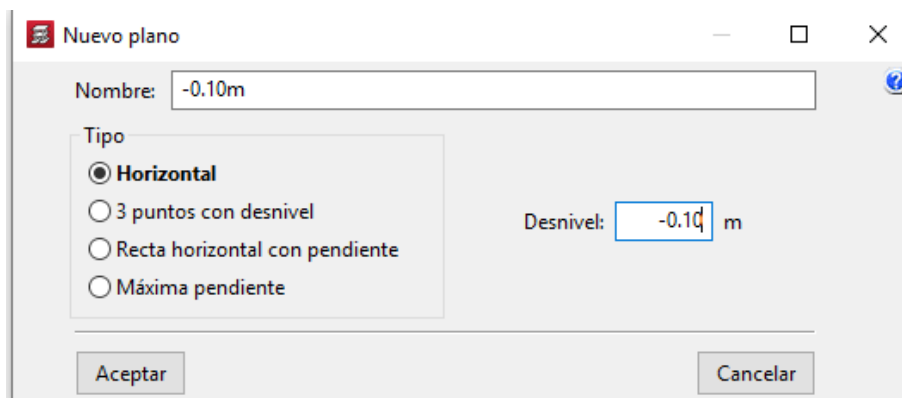 Nuevo plano
Nombre: -0.10m
Tipo
Horizontal
3 puntos con desnivel
Desnivel: -0.10 m
Recta horizontal con pendiente
Máxima pendiente
Aceptar Cancelar